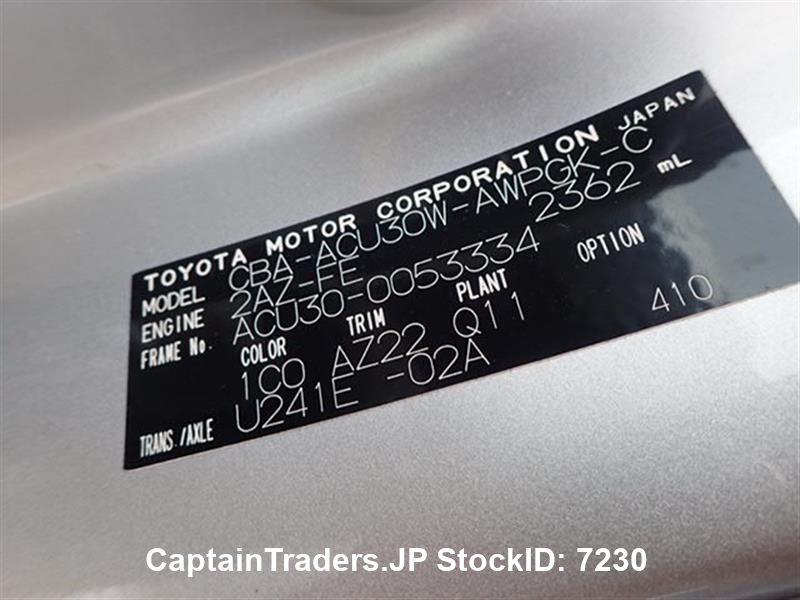 TOYOTA MOTOR CORPORATION JAPAN
MODEL CBA-ACU30W-AWPGK-C
ENGINE 2AZ-FE 2362 mL
FRAME No. ACU30-0053334
COLOR TRIM PLANT OPTION
1C0 AZ22 Q11 410
TRANS./AXLE U241E -02A
CaptainTraders.JP StockID: 7230